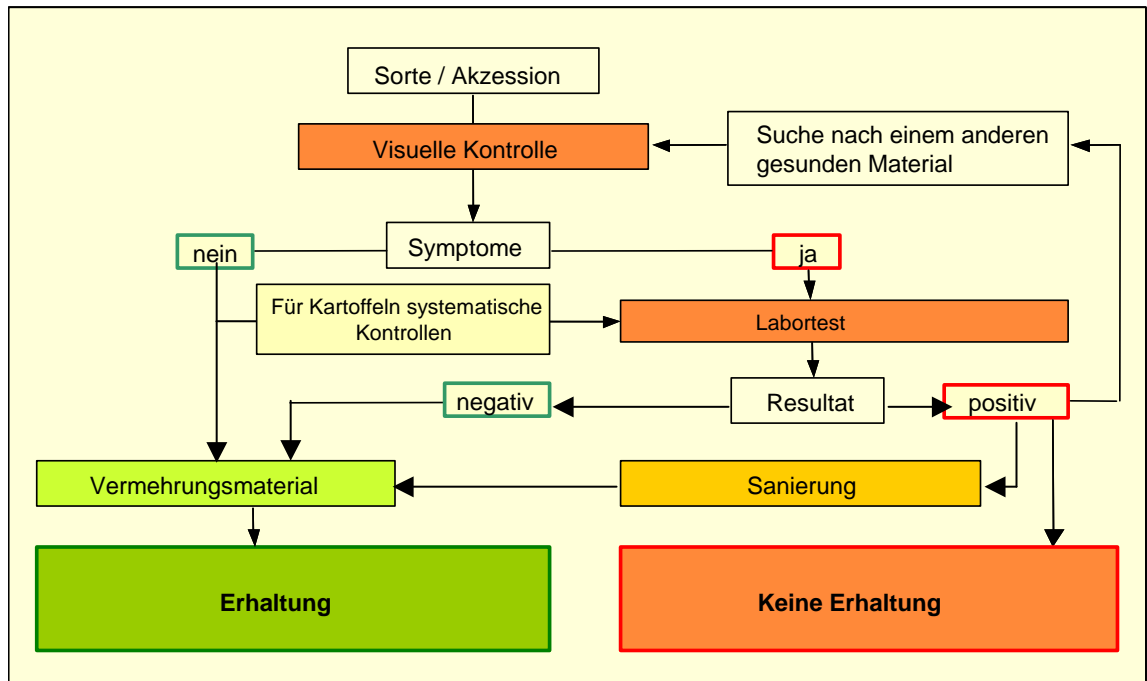 Sorte / Akzession
Visuelle Kontrolle
Suche nach einem anderen
gesunden Material
nein
Symptome
ja
Für Kartoffeln systematische
Kontrollen
Labortest
negativ
Resultat
positiv
Vermehrungsmaterial
Sanierung
Erhaltung
Keine Erhaltung